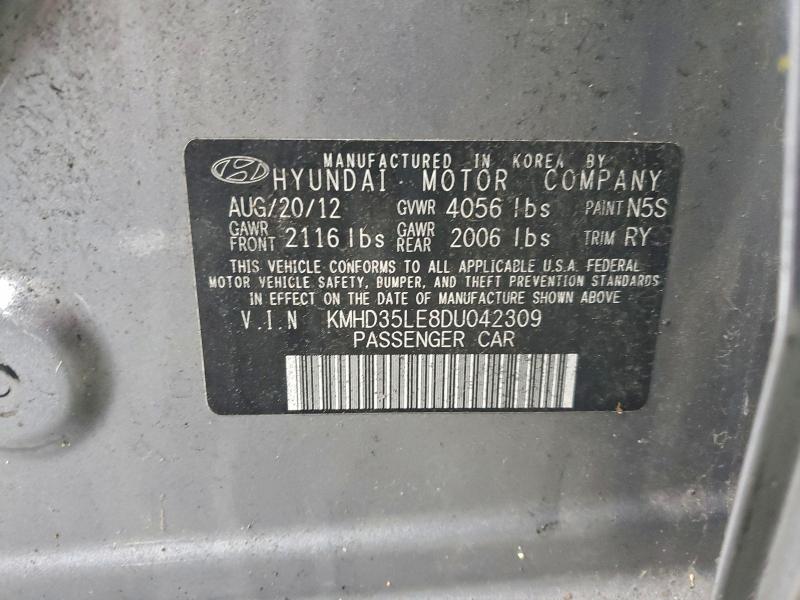 MANUFACTURED IN KOREA BY
HYUNDAI MOTOR COMPANY
AUG/20/12 GVWR 4056 lbs PAINT N5S
GAWR FRONT 2116 lbs GAWR REAR 2006 lbs TRIM RY
THIS VEHICLE CONFORMS TO ALL APPLICABLE U.S.A. FEDERAL
MOTOR VEHICLE SAFETY, BUMPER, AND THEFT PREVENTION STANDARDS
IN EFFECT ON THE DATE OF MANUFACTURE SHOWN ABOVE
V.I.N KMHD35LE8DU042309
PASSENGER CAR